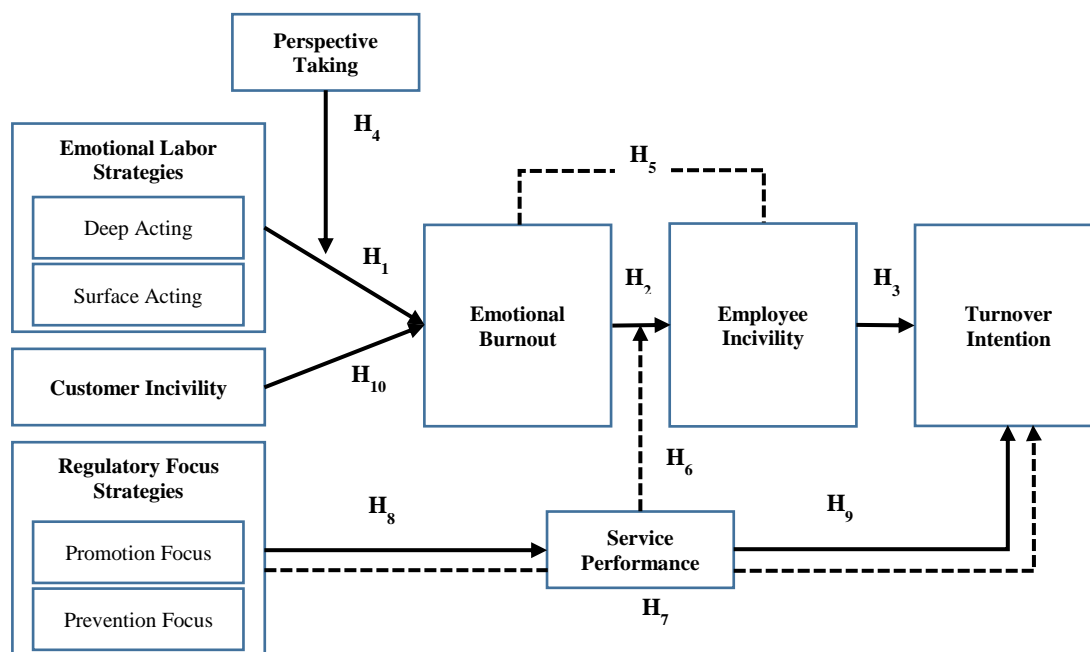 Perspective
Taking
H4
Emotional Labor
Strategies
Deep Acting
Surface Acting
H1
H5
H2
H3
Emotional
Burnout
Employee
Incivility
Turnover
Intention
Customer Incivility
H10
Regulatory Focus
Strategies
H6
H8
H9
Promotion Focus
Service
Performance
H7
Prevention Focus